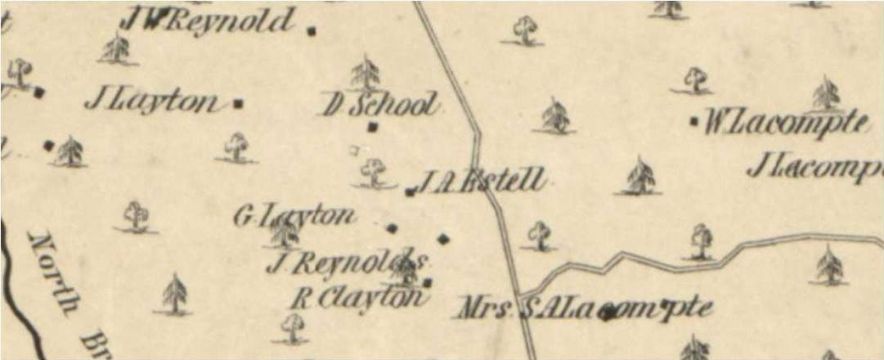 J W Reynold
J Layton
D School
W Lacompte
J Lacomp
J A Estell
G Layton
J Reynolds
R Clayton
Mrs. S A Lacompte
North Br